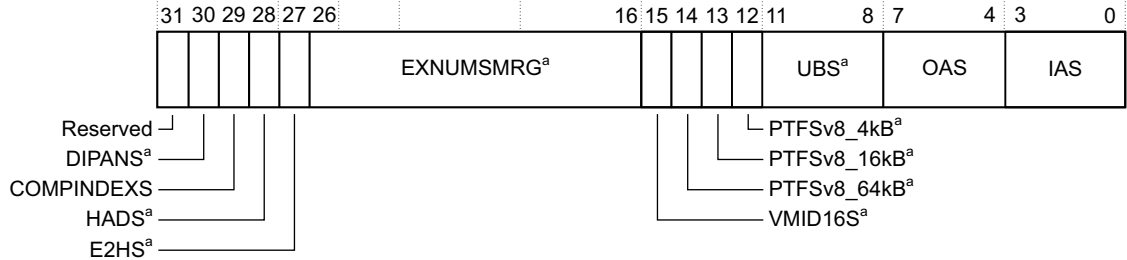 31 30 29 28 27 26 16 15 14 13 12 11 8 7 4 3 0
EXNUMSMRGᵃ UBSᵃ OAS IAS
Reserved PTFSv8_4kBᵃ
DIPANSᵃ PTFSv8_16kBᵃ
COMPINDEXS PTFSv8_64kBᵃ
HADSᵃ VMID16Sᵃ
E2HSᵃ